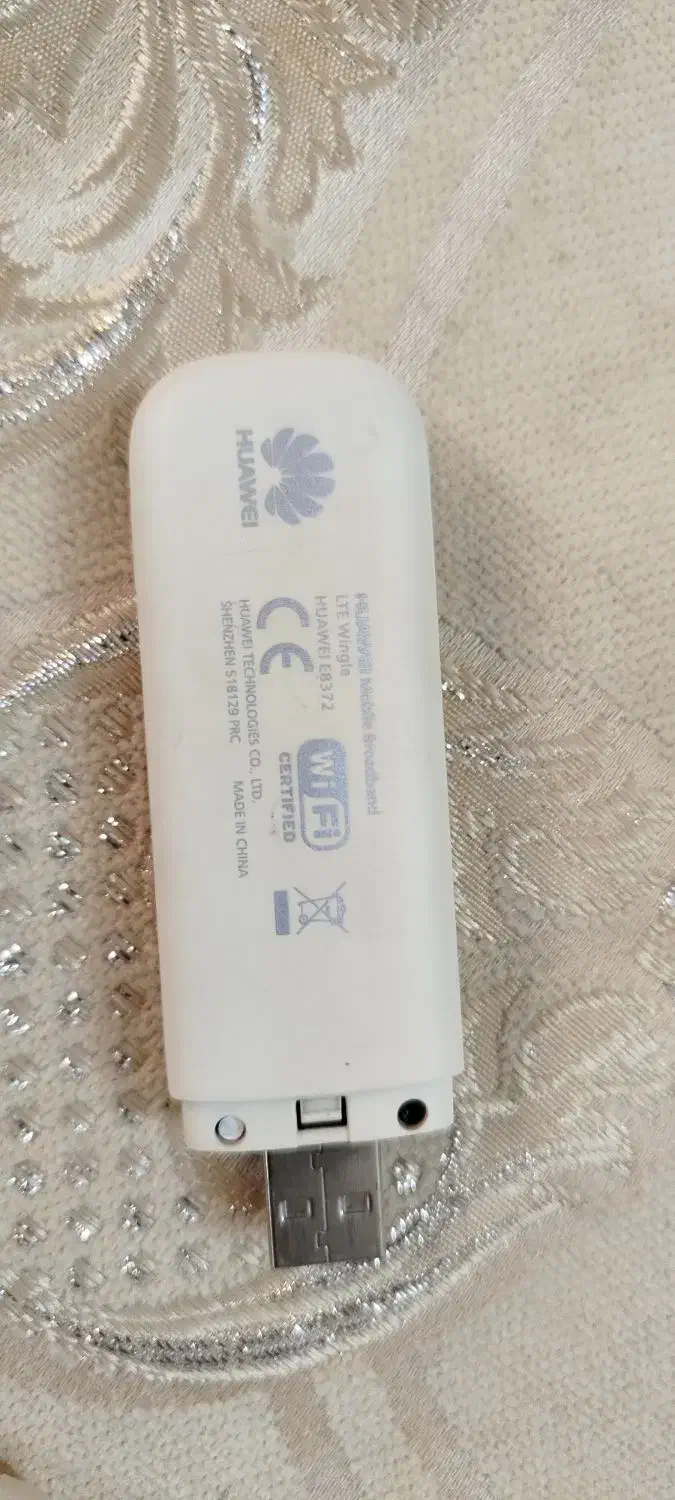 HUAWEI
HUAWEI Mobile Broadband
LTE Wingle
HUAWEI E8372
CE
Wi Fi
CERTIFIED
HUAWEI TECHNOLOGIES CO., LTD.
SHENZHEN 518129 PRC MADE IN CHINA